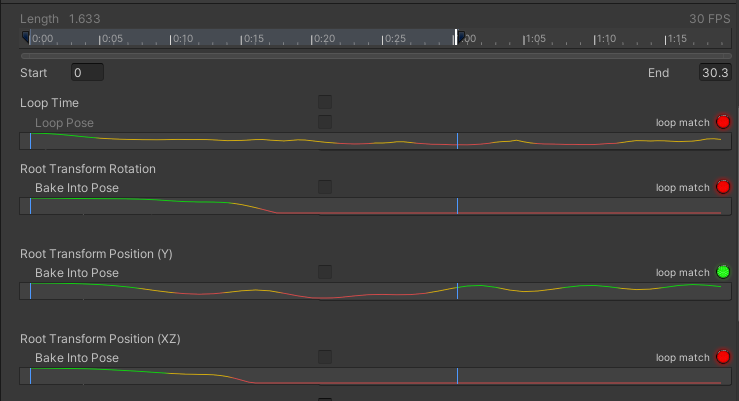 Length 1.633 30 FPS
0:00 0:05 0:10 0:15 0:20 0:25 :00 1:05 1:10 1:15
Start 0 End 30.3
Loop Time
Loop Pose loop match
Root Transform Rotation
Bake Into Pose loop match
Root Transform Position (Y)
Bake Into Pose loop match
Root Transform Position (XZ)
Bake Into Pose loop match